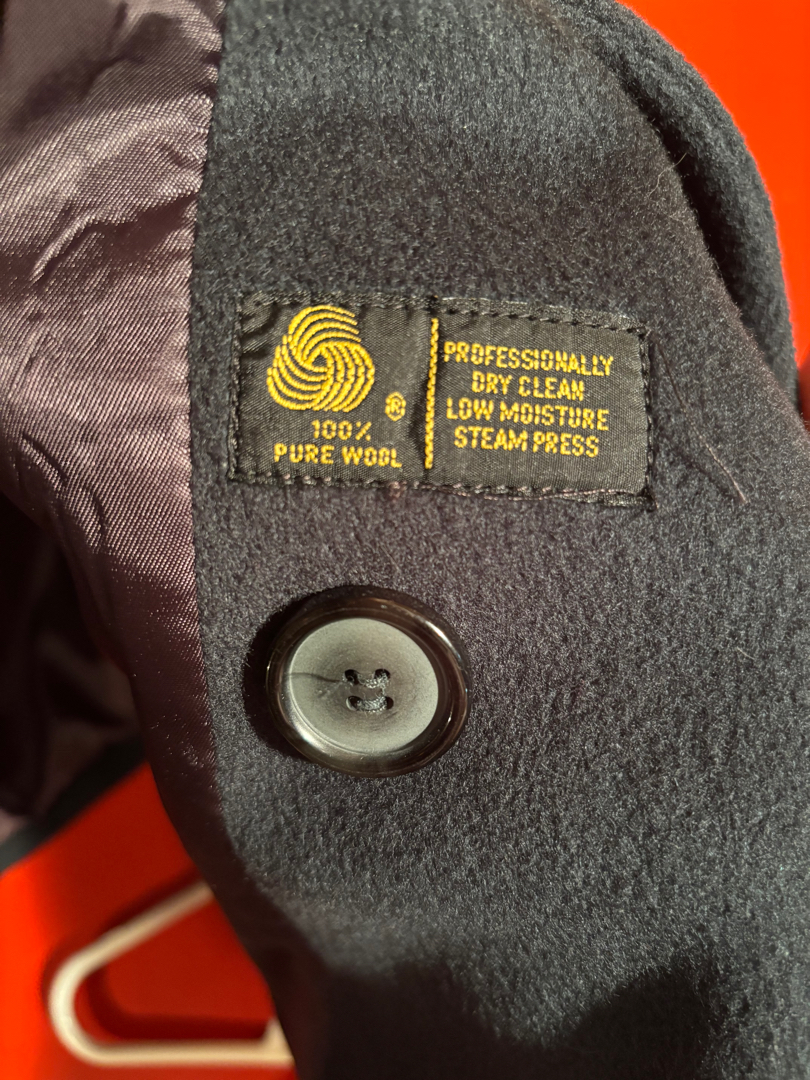 ®
100%
PURE WOOL
PROFESSIONALLY
DRY CLEAN
LOW MOISTURE
STEAM PRESS